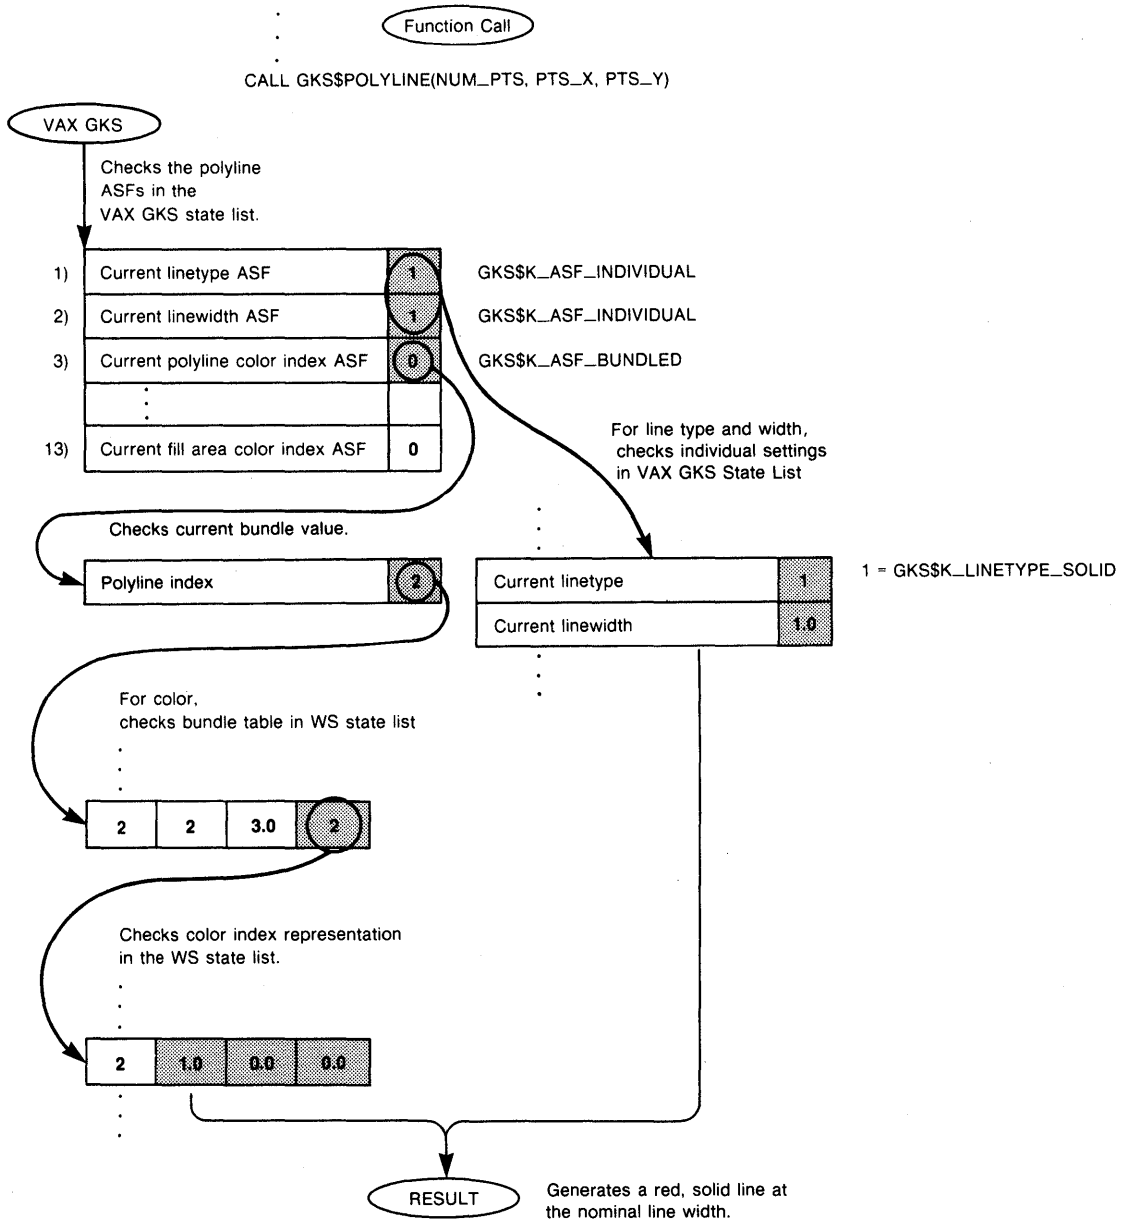 Function Call
CALL GKS$POLYLINE(NUM_PTS, PTS_X, PTS_Y)
VAX GKS
Checks the polyline
ASFs in the
VAX GKS state list.
1) Current linetype ASF 1 GKS$K_ASF_INDIVIDUAL
2) Current linewidth ASF 1 GKS$K_ASF_INDIVIDUAL
3) Current polyline color index ASF 0 GKS$K_ASF_BUNDLED
13) Current fill area color index ASF 0
For line type and width,
checks individual settings
in VAX GKS State List
Checks current bundle value.
Polyline index 2
Current linetype 1 1 = GKS$K_LINETYPE_SOLID
Current linewidth 1.0
For color,
checks bundle table in WS state list
2 2 3.0 2
Checks color index representation
in the WS state list.
2 1.0 0.0 0.0
RESULT
Generates a red, solid line at
the nominal line width.